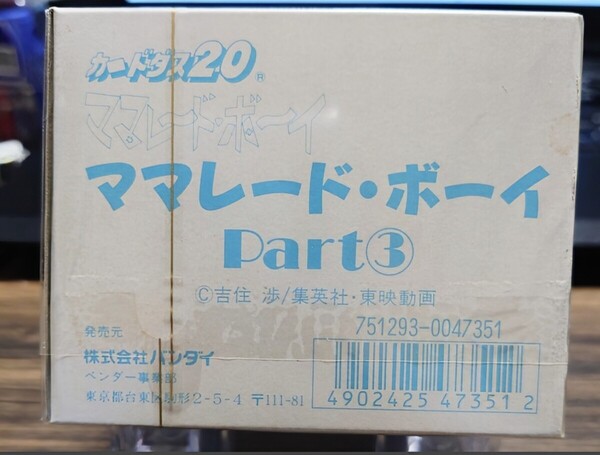 カードダス20®
ママレード・ボーイ
ママレード・ボーイ
Part③
©吉住 渉/集英社・東映動画
751293-0047351
発売元
株式会社バンダイ
ベンダー事業部
東京都台東区駒形2-5-4 〒111-81
4902425 473512